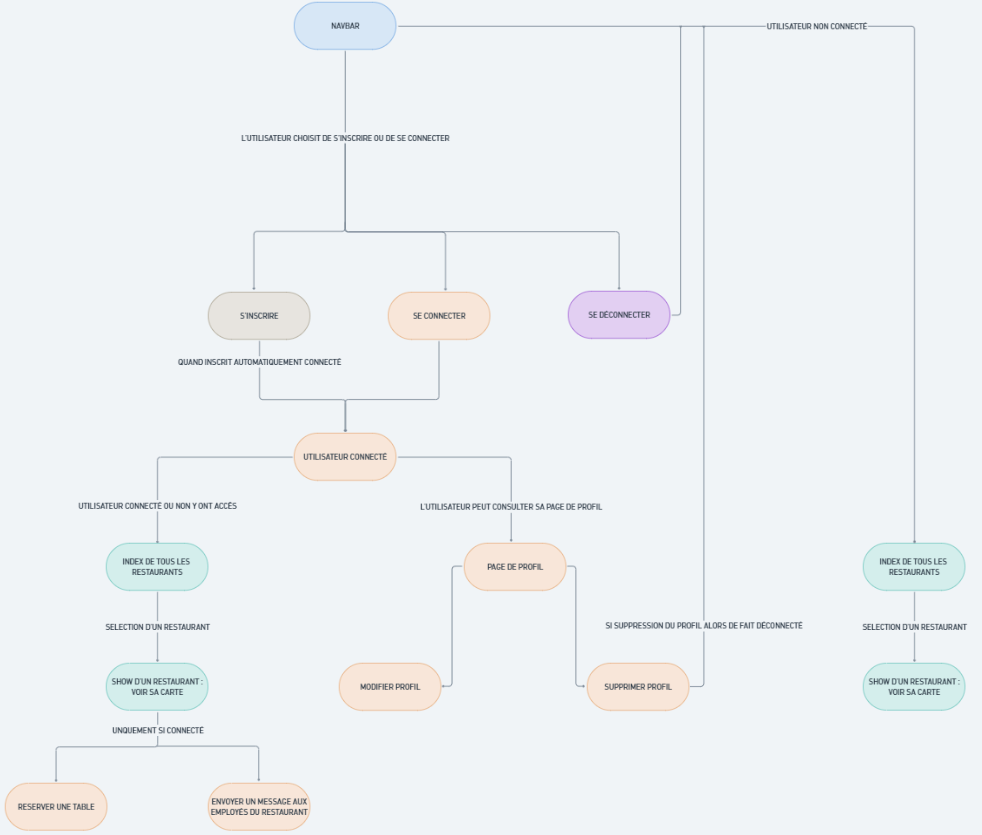 NAVBAR
UTILISATEUR NON CONNECTÉ
L'UTILISATEUR CHOISIT DE S'INSCRIRE OU DE SE CONNECTER
S'INSCRIRE
SE CONNECTER
SE DÉCONNECTER
QUAND INSCRIT AUTOMATIQUEMENT CONNECTÉ
UTILISATEUR CONNECTÉ
UTILISATEUR CONNECTÉ OU NON Y ONT ACCÈS
L'UTILISATEUR PEUT CONSULTER SA PAGE DE PROFIL
INDEX DE TOUS LES
RESTAURANTS
PAGE DE PROFIL
INDEX DE TOUS LES
RESTAURANTS
SELECTION D'UN RESTAURANT
SI SUPPRESSION DU PROFIL ALORS DE FAIT DÉCONNECTÉ
SELECTION D'UN RESTAURANT
SHOW D'UN RESTAURANT :
VOIR SA CARTE
MODIFIER PROFIL
SUPPRIMER PROFIL
SHOW D'UN RESTAURANT :
VOIR SA CARTE
UNQUEMENT SI CONNECTÉ
RESERVER UNE TABLE
ENVOYER UN MESSAGE AUX
EMPLOYÉS DU RESTAURANT